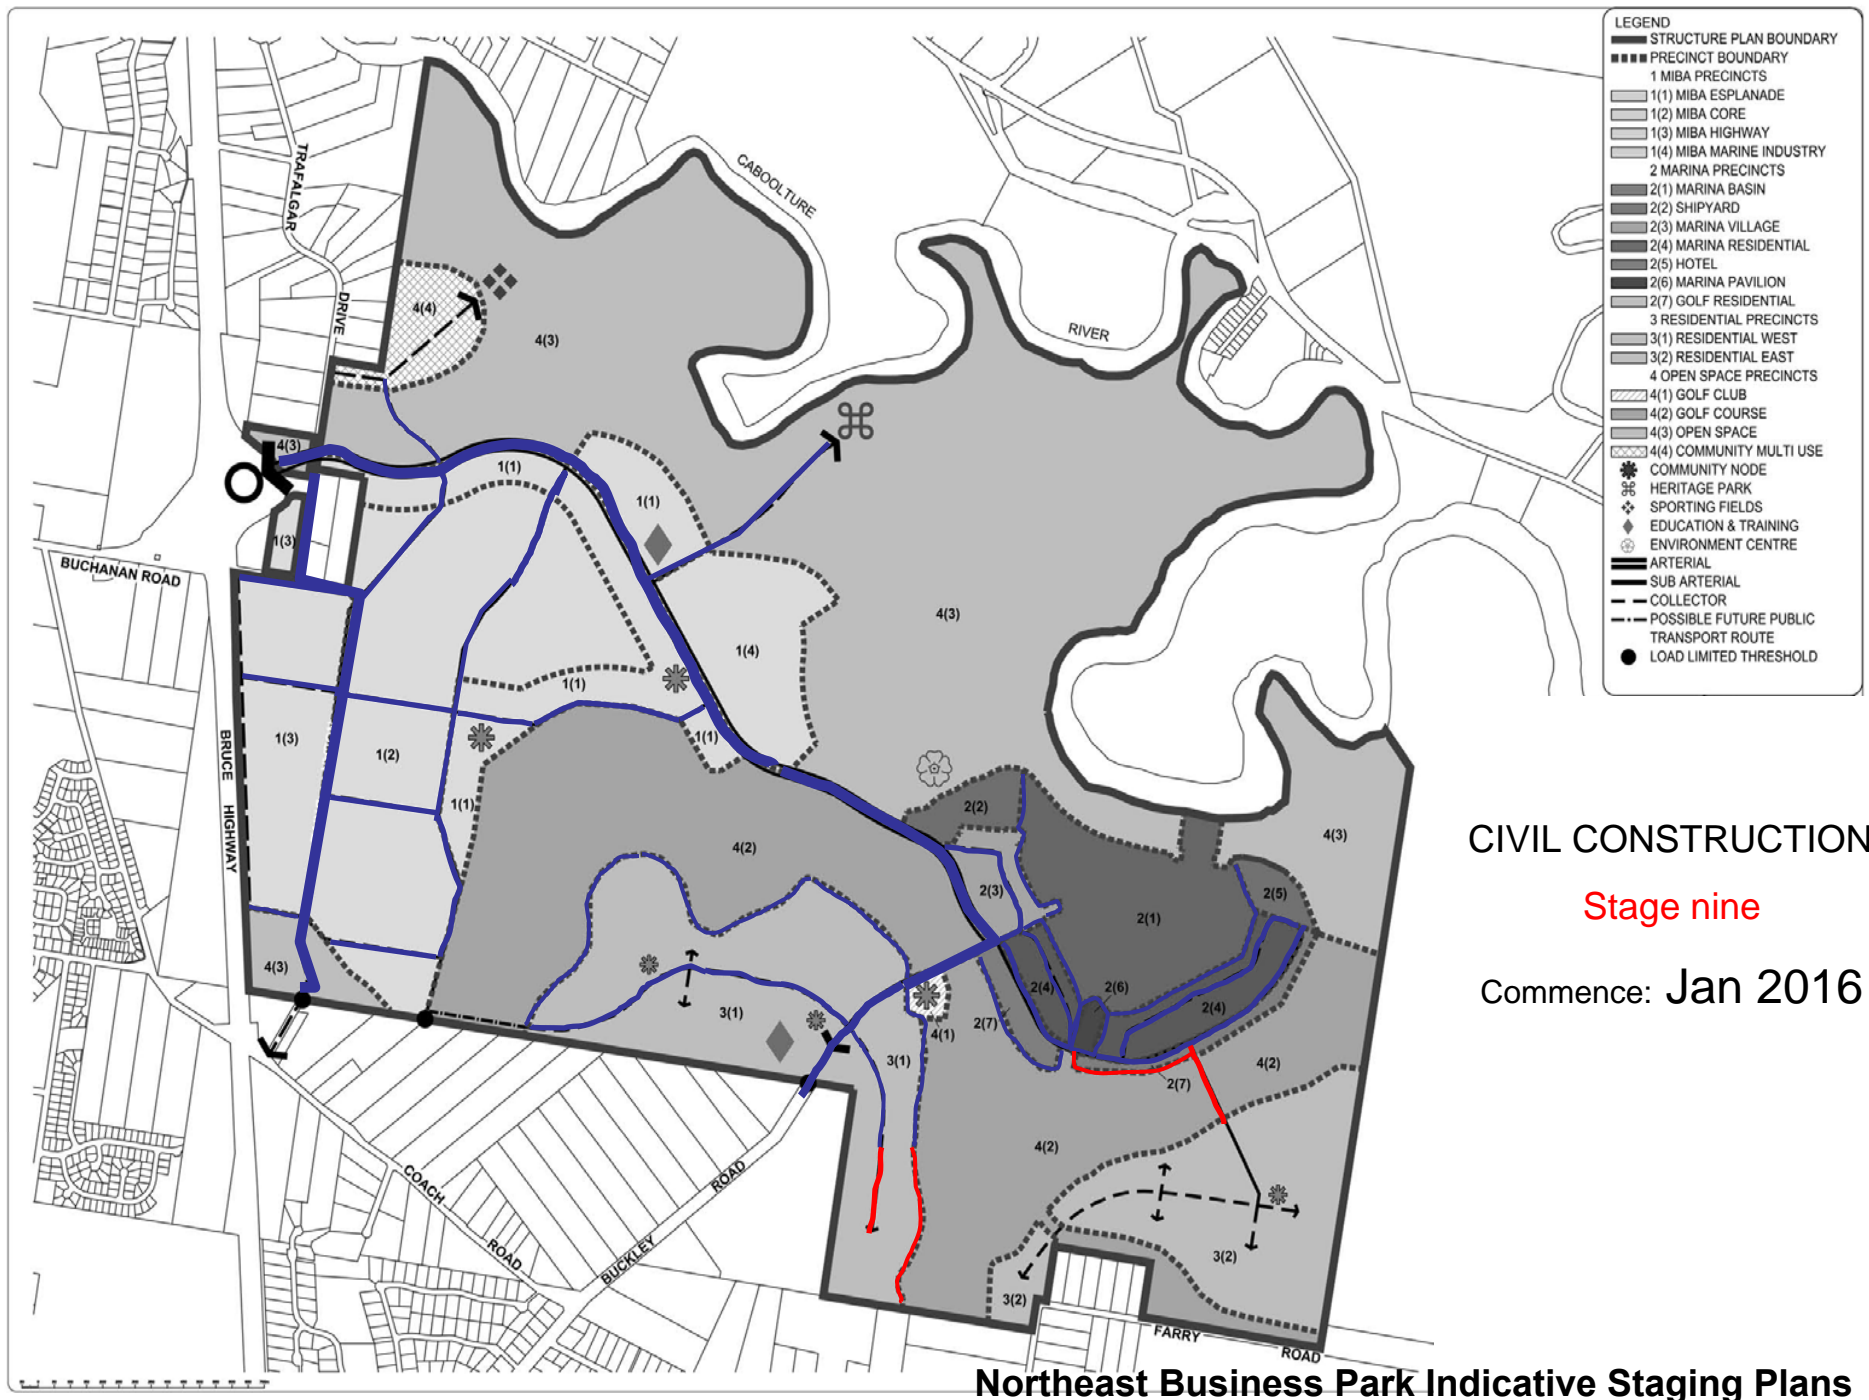 LEGEND
STRUCTURE PLAN BOUNDARY
PRECINCT BOUNDARY
1 MIBA PRECINCTS
1(1) MIBA ESPLANADE
1(2) MIBA CORE
1(3) MIBA HIGHWAY
1(4) MIBA MARINE INDUSTRY
2 MARINA PRECINCTS
2(1) MARINA BASIN
2(2) SHIPYARD
2(3) MARINA VILLAGE
2(4) MARINA RESIDENTIAL
2(5) HOTEL
2(6) MARINA PAVILION
2(7) GOLF RESIDENTIAL
3 RESIDENTIAL PRECINCTS
3(1) RESIDENTIAL WEST
3(2) RESIDENTIAL EAST
4 OPEN SPACE PRECINCTS
4(1) GOLF CLUB
4(2) GOLF COURSE
4(3) OPEN SPACE
4(4) COMMUNITY MULTI USE
COMMUNITY NODE
HERITAGE PARK
SPORTING FIELDS
EDUCATION & TRAINING
ENVIRONMENT CENTRE
ARTERIAL
SUB ARTERIAL
COLLECTOR
POSSIBLE FUTURE PUBLIC
TRANSPORT ROUTE
LOAD LIMITED THRESHOLD
TRAFALGAR
DRIVE
CABOOLTURE
RIVER
4(4)
4(3)
4(3)
1(1)
1(1)
1(3)
BUCHANAN ROAD
4(3)
1(4)
1(1)
1(1)
1(3)
1(2)
BRUCE
HIGHWAY
1(1)
4(2)
2(2)
4(3)
2(3)
2(1)
2(5)
4(3)
2(4)
2(6)
2(4)
3(1)
4(1)
2(7)
3(1)
2(7)
4(2)
4(2)
COACH
ROAD
BUCKLEY
ROAD
3(2)
3(2)
FARRY
ROAD
CIVIL CONSTRUCTION
Stage nine
Commence: Jan 2016
Northeast Business Park Indicative Staging Plans